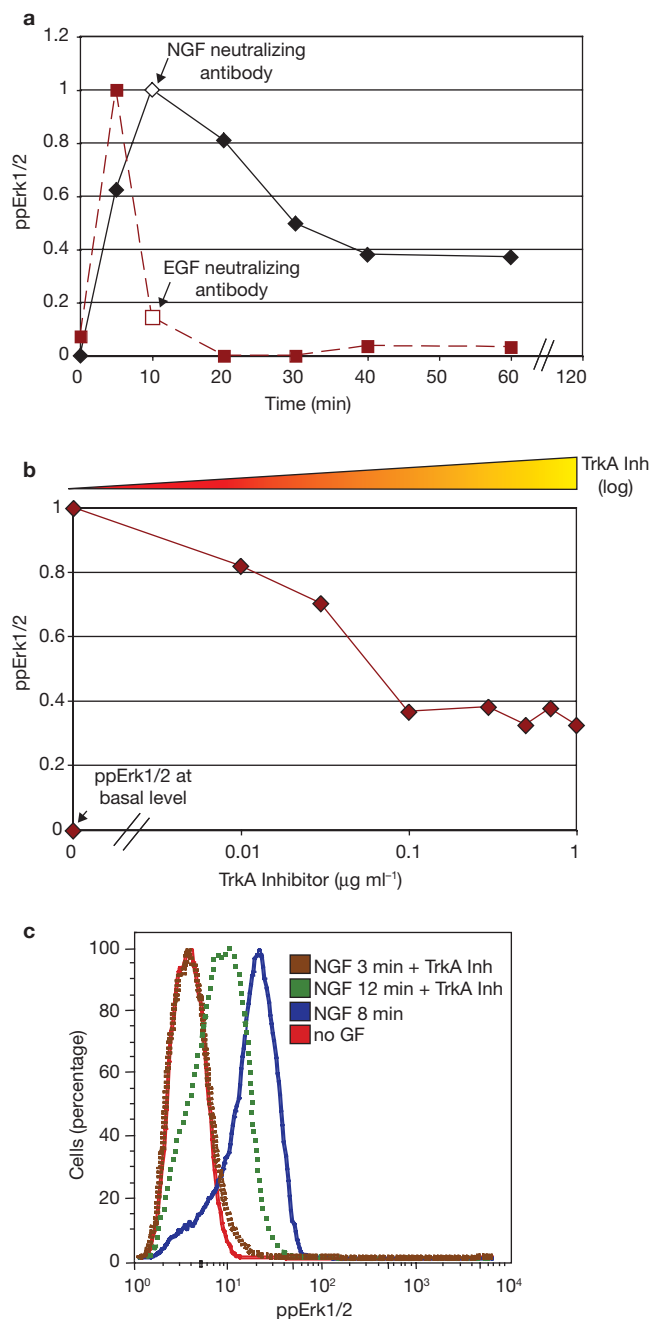 a
1.2
1
0.8
0.6
0.4
0.2
0
ppErk1/2
NGF neutralizing
antibody
EGF neutralizing
antibody
0 10 20 30 40 50 60 120
Time (min)
b
TrkA Inh
(log)
1
0.8
0.6
0.4
0.2
0
ppErk1/2
ppErk1/2 at
basal level
0 0.01 0.1 1
TrkA Inhibitor (μg ml⁻¹)
c
100
80
60
40
20
0
Cells (percentage)
NGF 3 min + TrkA Inh
NGF 12 min + TrkA Inh
NGF 8 min
no GF
10⁰ 10¹ 10² 10³ 10⁴
ppErk1/2